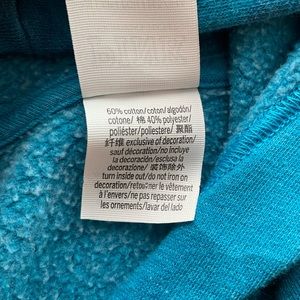 60% cotton/coton/algodón/
cotone/ 棉 40% polyester/
poliéster/poliestere/ 聚酯
纤维 exclusive of decoration/
sauf décoration/no incluye
la decoración/esclusa la
decorazione/ 装饰除外
turn inside out/do not iron on
decoration/retourner le vêtement
à l'envers/ne pas repasser sur
les ornements/lavar del lado